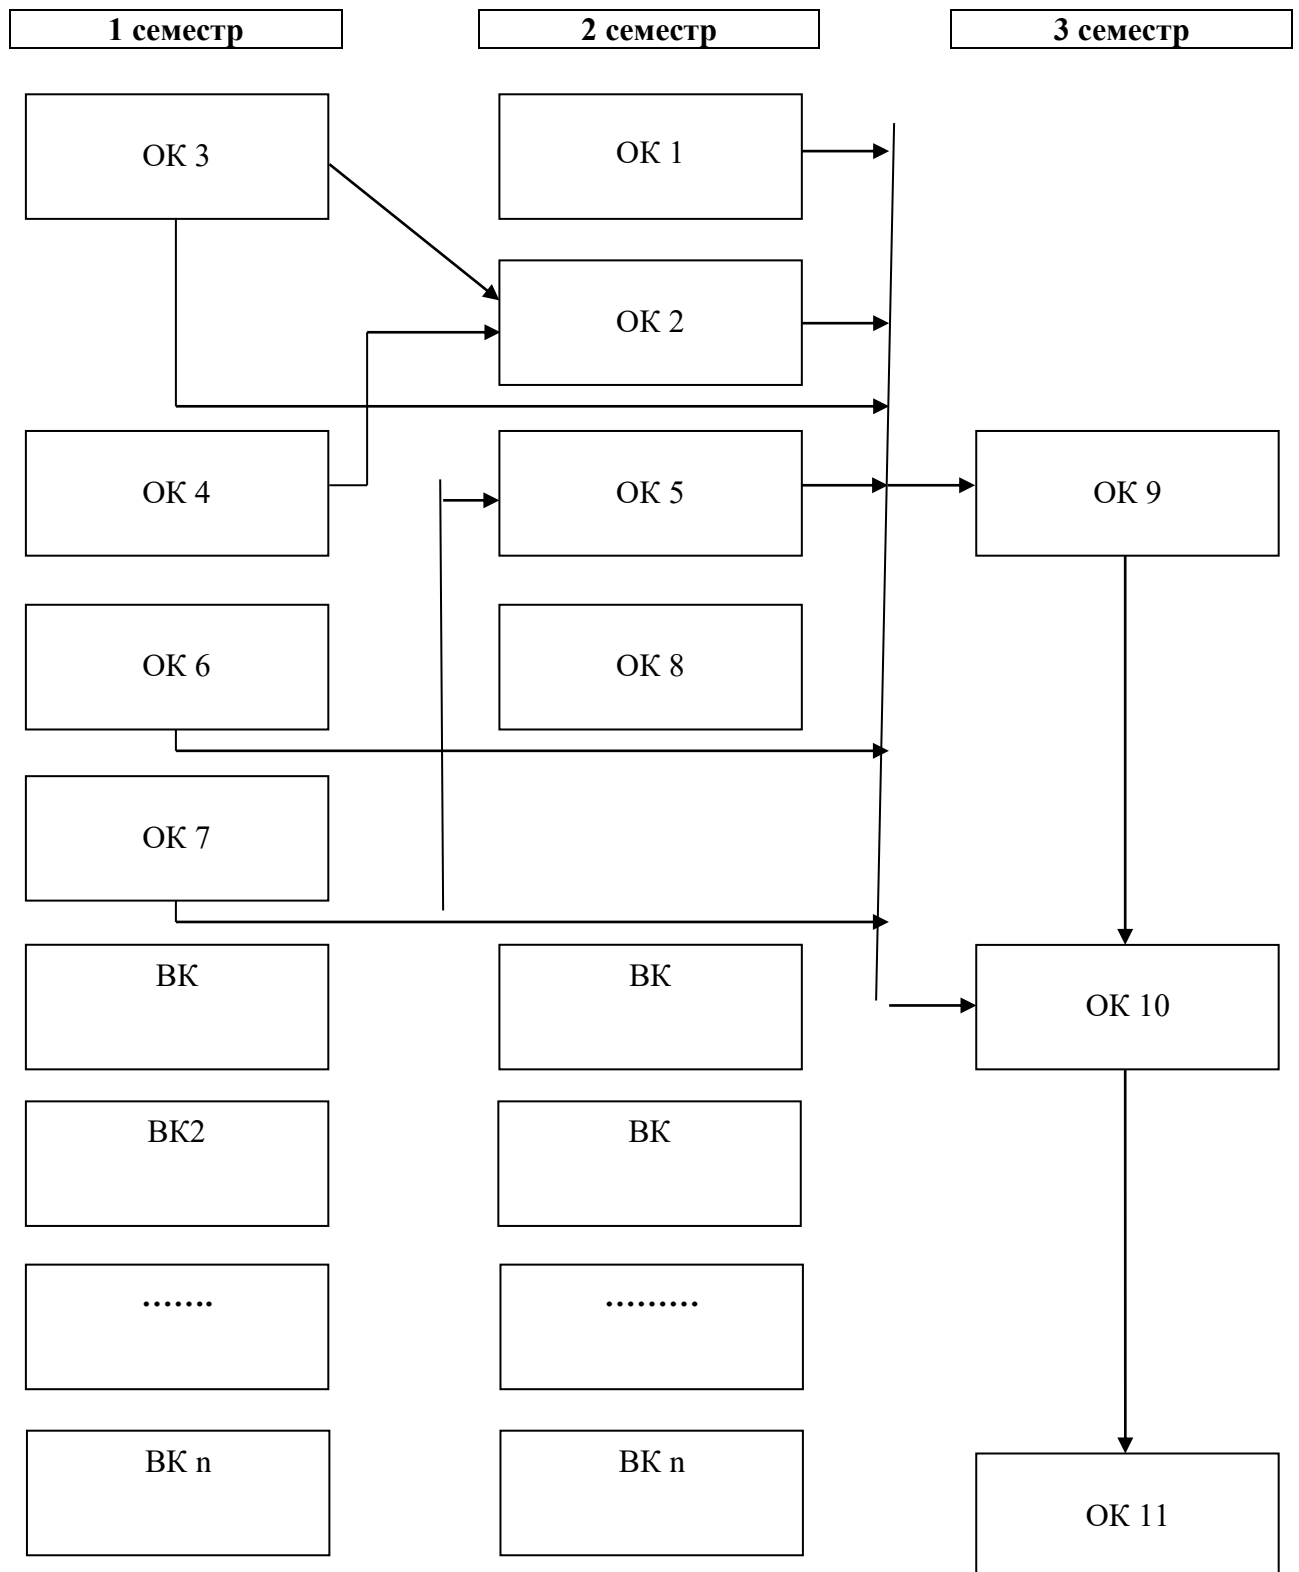 1 семестр
2 семестр
3 семестр
ОК 3
ОК 1
ОК 2
ОК 4
ОК 5
ОК 9
ОК 6
ОК 8
ОК 7
ВК
ВК
ОК 10
ВК2
ВК
.......
.........
ВК n
ВК n
ОК 11